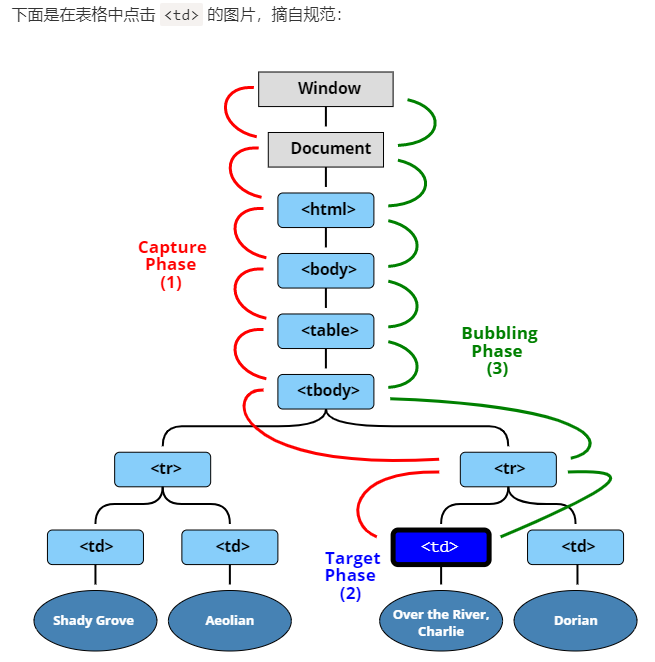 下面是在表格中点击 <td> 的图片，摘自规范：
Window
Document
<html>
Capture
Phase
(1)
<body>
<table>
Bubbling
Phase
(3)
<tbody>
<tr>
<tr>
<td>
<td>
Target
Phase
(2)
<td>
<td>
Shady Grove
Aeolian
Over the River,
Charlie
Dorian